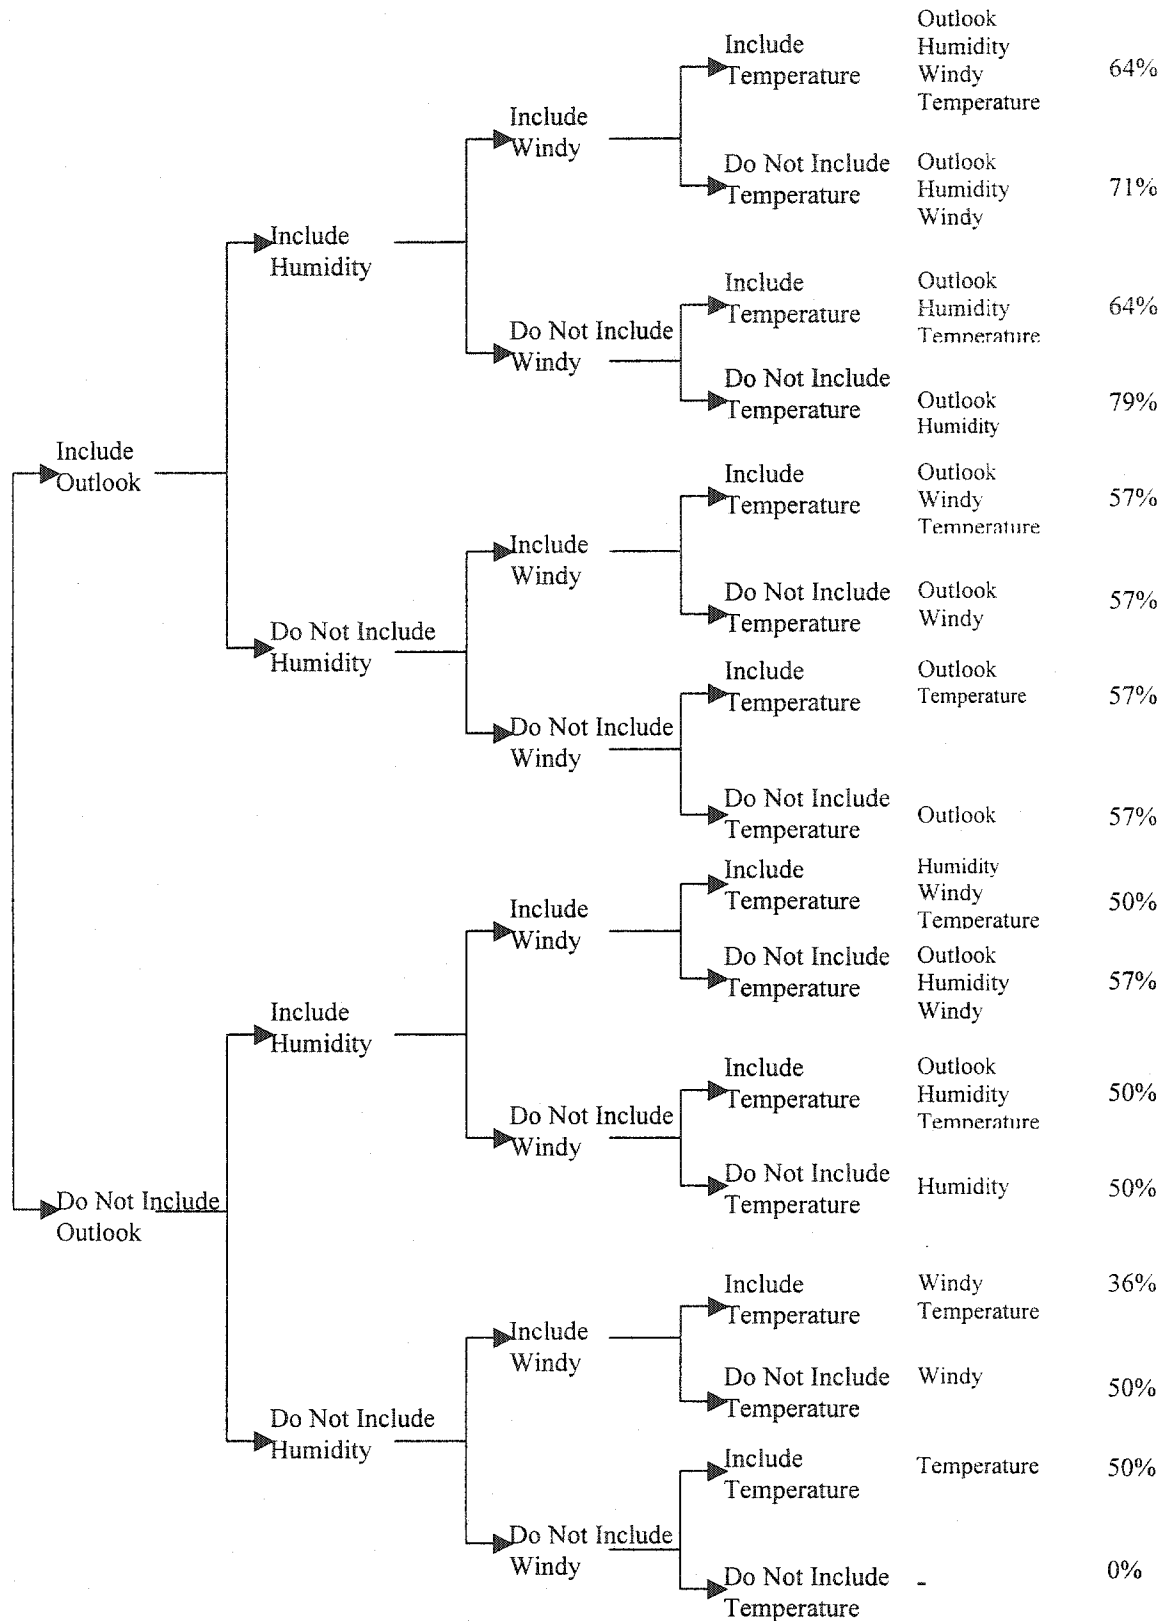 Outlook
Include
Humidity
Temperature
Windy
64%
Temperature
Include
Windy
Do Not Include
Temperature
Outlook
Humidity
Windy
71%
Include
Humidity
Include
Temperature
Outlook
Humidity
Temperature
64%
Do Not Include
Windy
Do Not Include
Temperature
Outlook
Humidity
79%
Include
Outlook
Include
Temperature
Outlook
Windy
Temperature
57%
Include
Windy
Do Not Include
Temperature
Outlook
Windy
57%
Do Not Include
Humidity
Include
Temperature
Outlook
Temperature
57%
Do Not Include
Windy
Do Not Include
Temperature
Outlook
57%
Include
Temperature
Humidity
Windy
Temperature
50%
Include
Windy
Do Not Include
Temperature
Outlook
Humidity
Windy
57%
Include
Humidity
Include
Temperature
Outlook
Humidity
Temperature
50%
Do Not Include
Windy
Do Not Include
Temperature
Humidity
50%
Do Not Include
Outlook
Include
Temperature
Windy
Temperature
36%
Include
Windy
Do Not Include
Temperature
Windy
50%
Do Not Include
Humidity
Include
Temperature
Temperature
50%
Do Not Include
Windy
Do Not Include
Temperature
-
0%